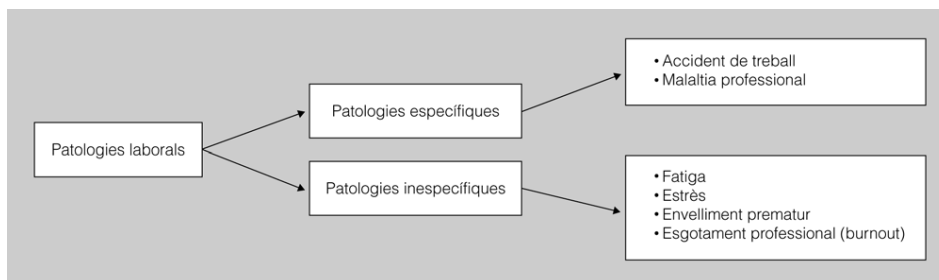 Patologies laborals
Patologies específiques
• Accident de treball
• Malaltia professional
Patologies inespecífiques
• Fatiga
• Estrès
• Envelliment prematur
• Esgotament professional (burnout)